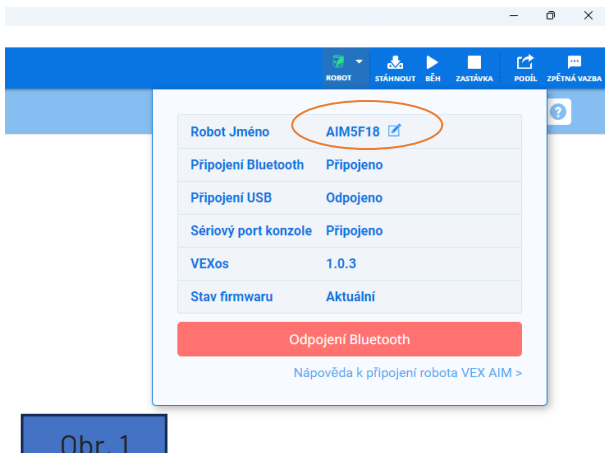 ROBOT STÁHNOUT BĚH ZASTÁVKA PODÍL ZPĚTNÁ VAZBA
?
Robot Jméno AIM5F18
Připojení Bluetooth Připojeno
Připojení USB Odpojeno
Sériový port konzole Připojeno
VEXos 1.0.3
Stav firmwaru Aktuální
Odpojení Bluetooth
Nápověda k připojení robota VEX AIM >
Obr. 1